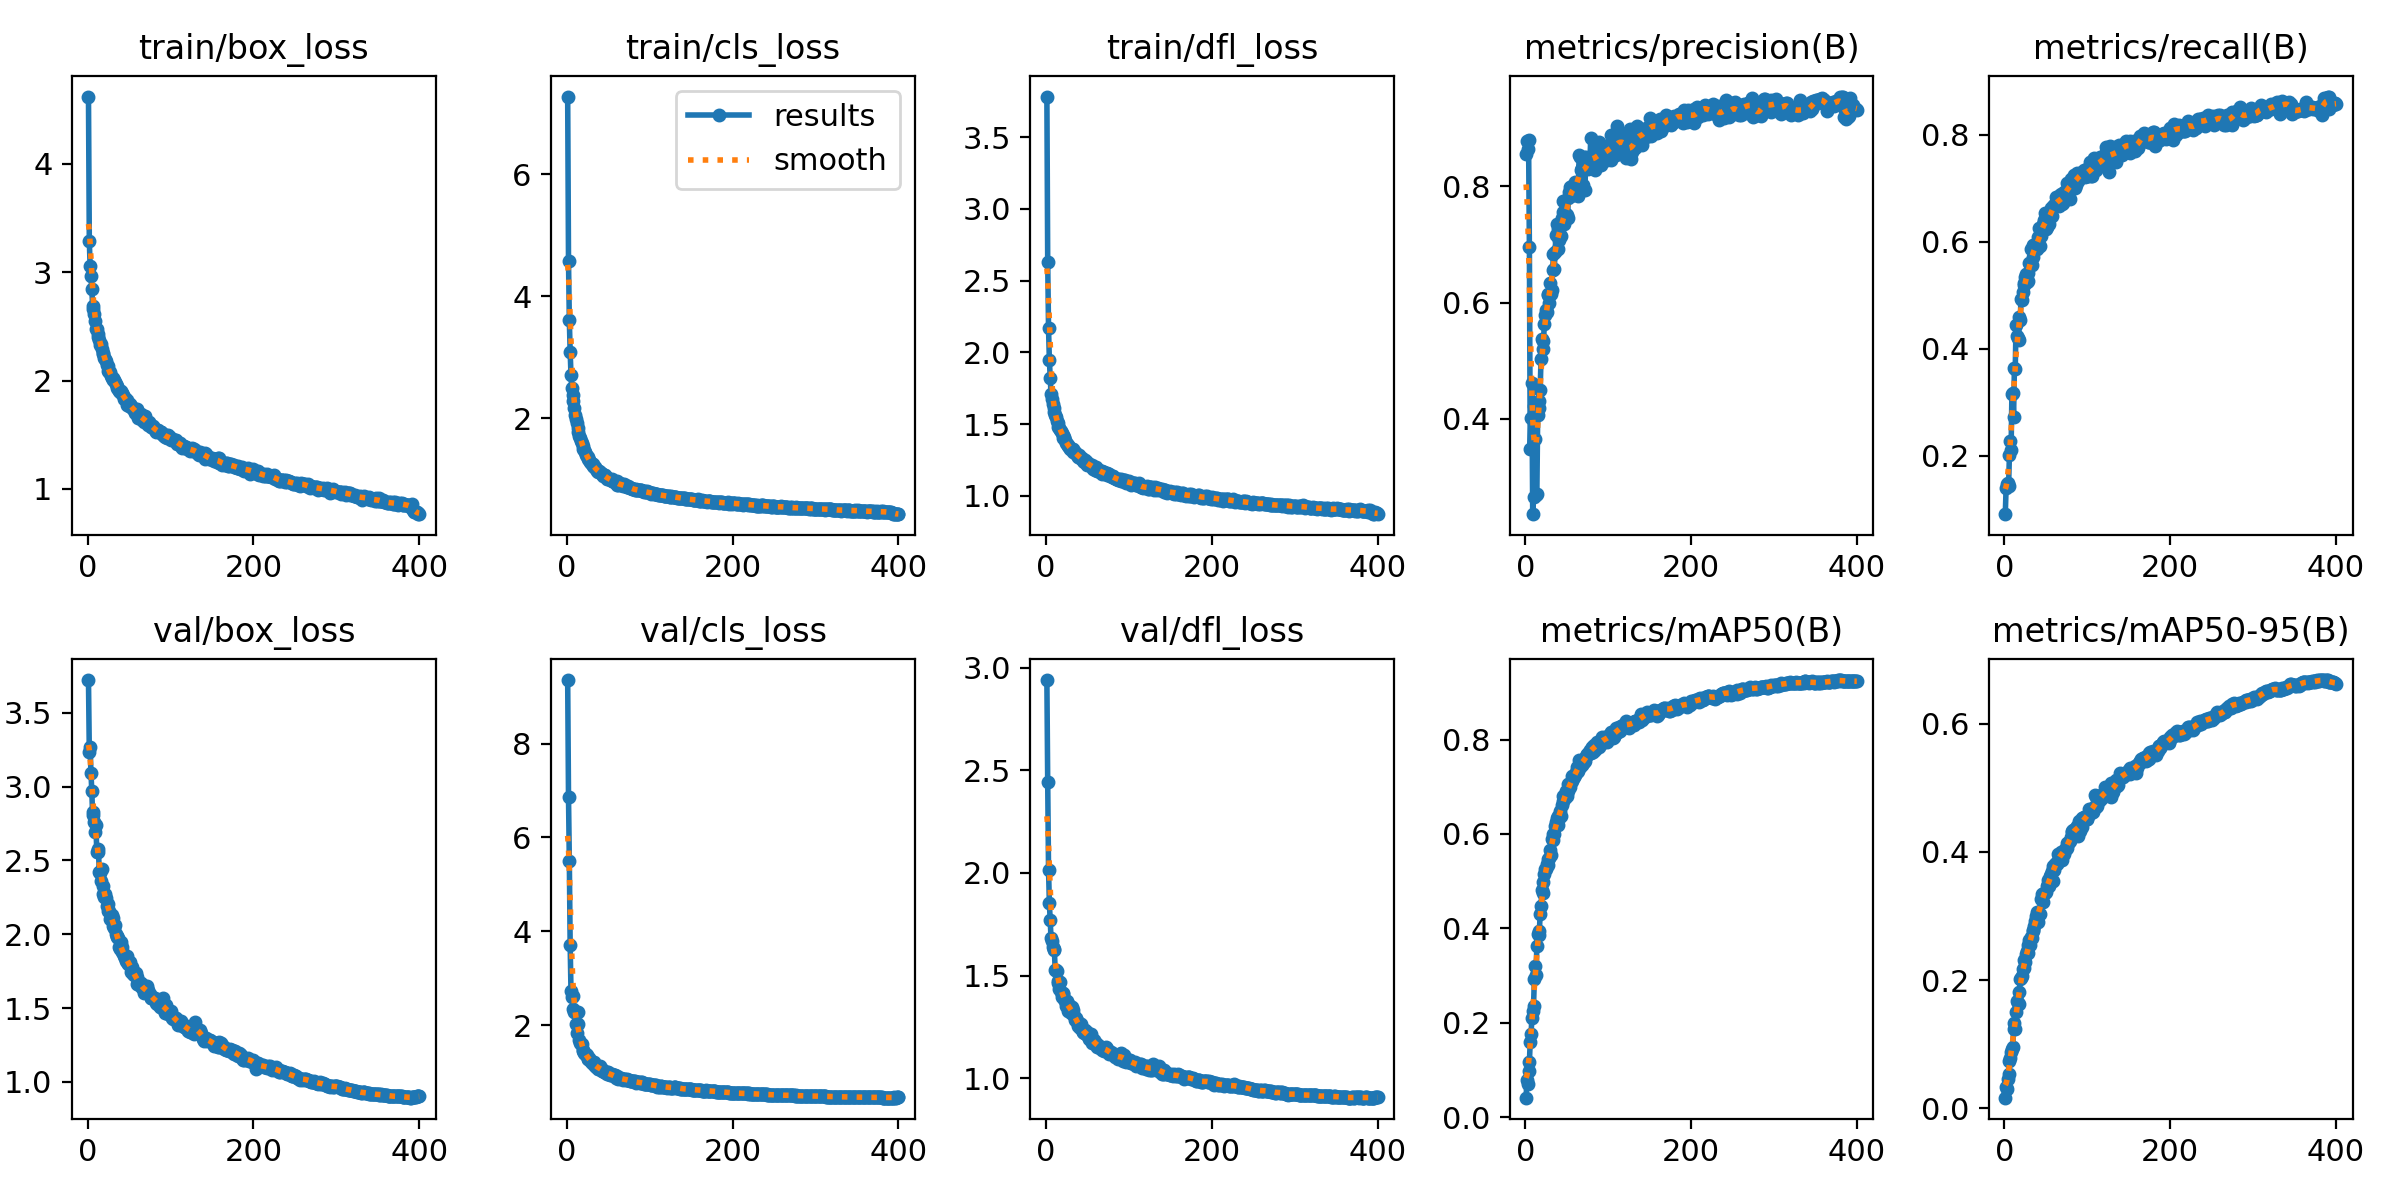 train/box_loss
4
3
2
1
0 200 400
train/cls_loss
results
smooth
6
4
2
0 200 400
train/dfl_loss
3.5
3.0
2.5
2.0
1.5
1.0
0 200 400
metrics/precision(B)
0.8
0.6
0.4
0 200 400
metrics/recall(B)
0.8
0.6
0.4
0.2
0 200 400
val/box_loss
3.5
3.0
2.5
2.0
1.5
1.0
0 200 400
val/cls_loss
8
6
4
2
0 200 400
val/dfl_loss
3.0
2.5
2.0
1.5
1.0
0 200 400
metrics/mAP50(B)
0.8
0.6
0.4
0.2
0.0
0 200 400
metrics/mAP50-95(B)
0.6
0.4
0.2
0.0
0 200 400